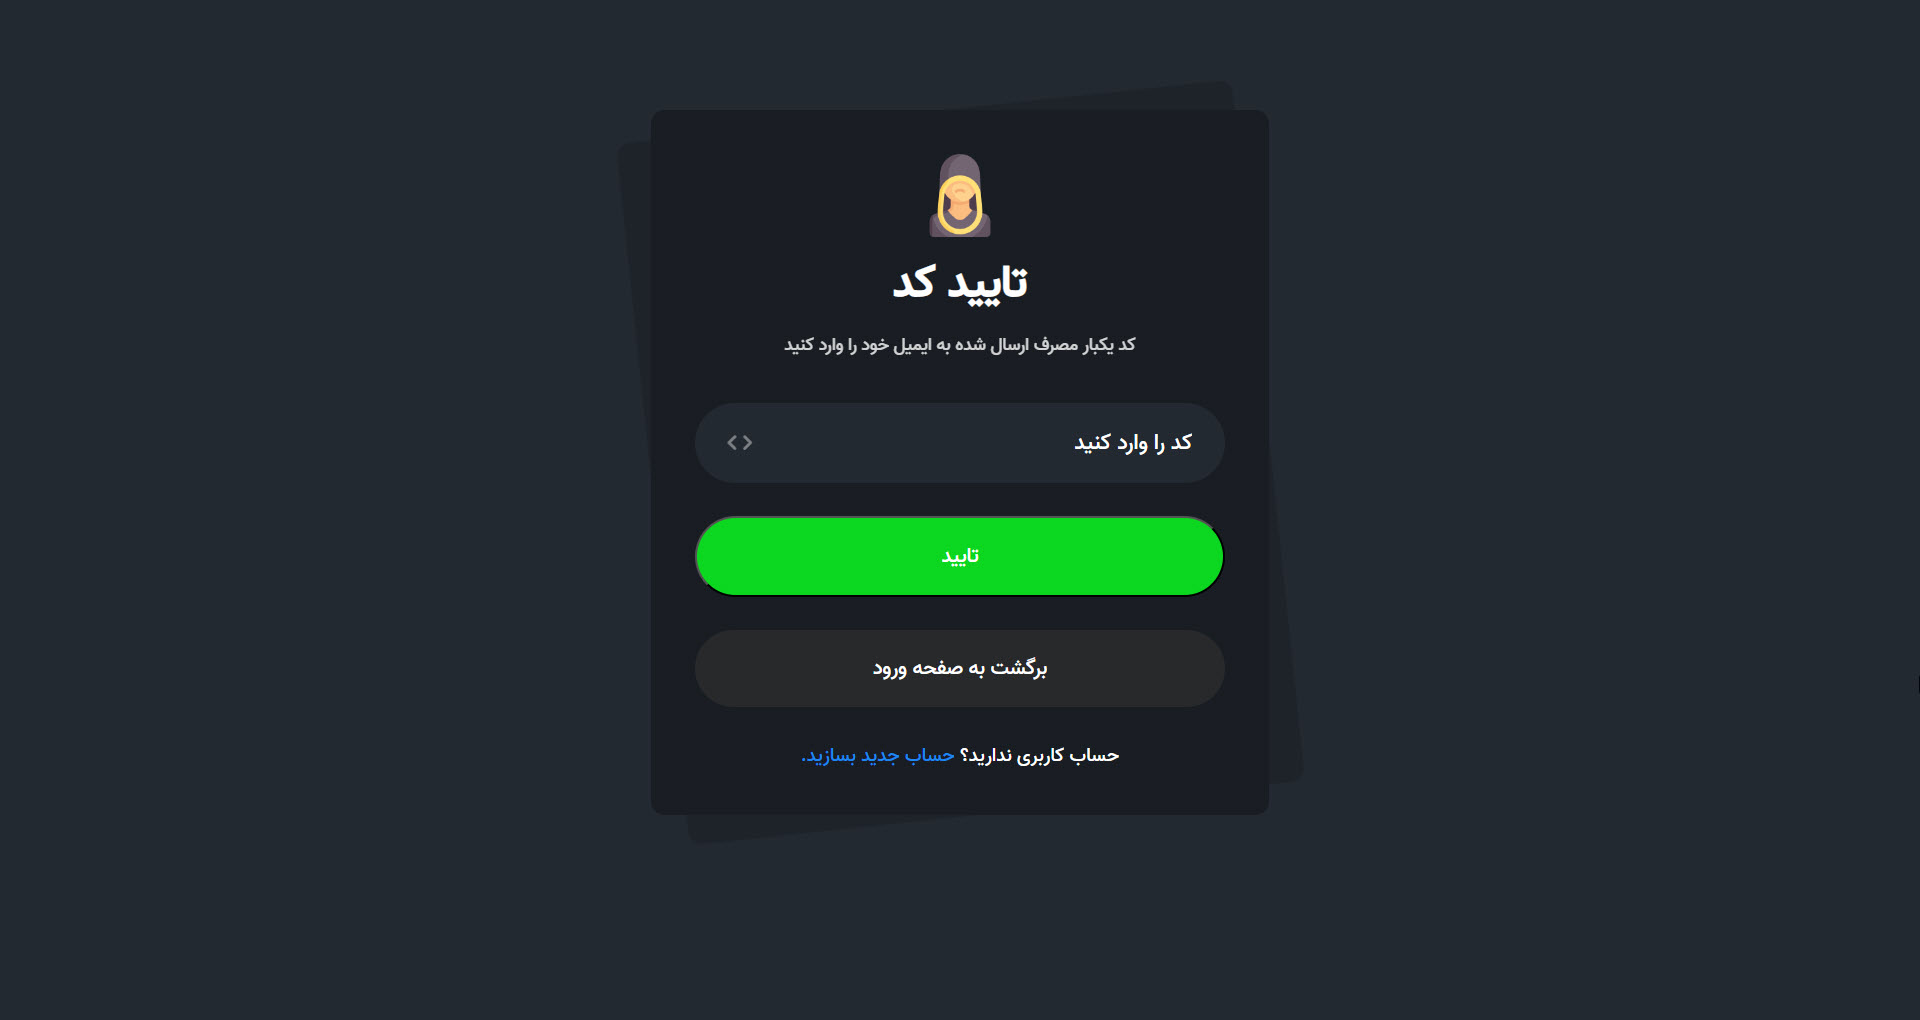 تایید کد
کد یکبار مصرف ارسال شده به ایمیل خود را وارد کنید
کد را وارد کنید
تایید
برگشت به صفحه ورود
حساب کاربری ندارید؟ حساب جدید بسازید.